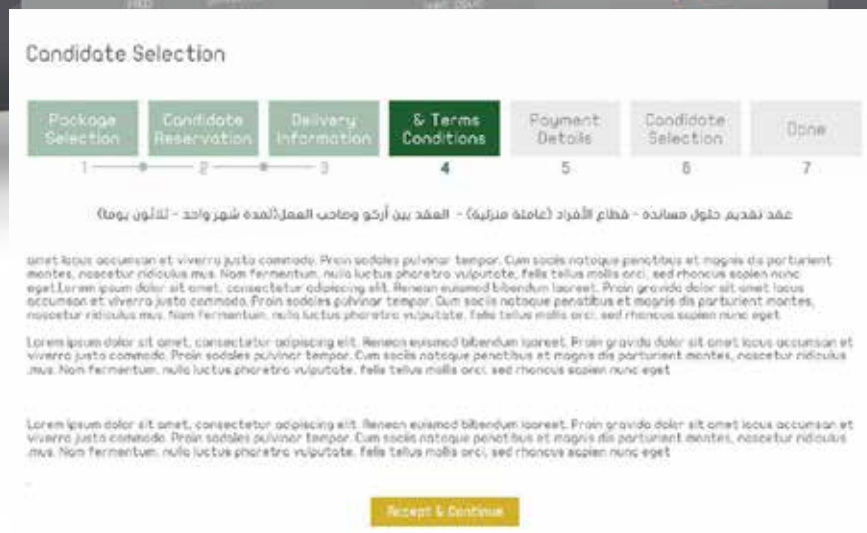 Candidate Selection
Package Selection
Candidate Reservation
Delivery Information
& Terms Conditions
Payment Details
Candidate Selection
Done
1 2 3 4 5 6 7
عقد تقديم حلول مسانده - قطاع الأفراد (عاملة منزلية) - العقد بين أركو وصاحب العمل(لمده شهر واحد - ثلاثون يوما)
amet lacus accumsan et viverra justo commodo. Proin sodales pulvinar tempor. Cum sociis natoque penatibus et magnis dis parturient
montes, nascetur ridiculus mus. Nam fermentum, nulla luctus pharetra vulputate, felis tellus mollis orci, sed rhoncus sapien nunc
eget.Lorem ipsum dolor sit amet, consectetur adipiscing elit. Aenean euismod bibendum laoreet. Proin gravida dolor sit amet lacus
accumsan et viverra justo commodo. Proin sodales pulvinar tempor. Cum sociis natoque penatibus et magnis dis parturient montes,
nascetur ridiculus mus. Nam fermentum, nulla luctus pharetra vulputate, felis tellus mollis orci, sed rhoncus sapien nunc eget
Lorem ipsum dolor sit amet, consectetur adipiscing elit. Aenean euismod bibendum laoreet. Proin gravida dolor sit amet lacus accumsan et
viverra justo commodo. Proin sodales pulvinar tempor. Cum sociis natoque penatibus et magnis dis parturient montes, nascetur ridiculus
.mus. Nam fermentum, nulla luctus pharetra vulputate, felis tellus mollis orci, sed rhoncus sapien nunc eget
Lorem ipsum dolor sit amet, consectetur adipiscing elit. Aenean euismod bibendum laoreet. Proin gravida dolor sit amet lacus accumsan et
viverra justo commodo. Proin sodales pulvinar tempor. Cum sociis natoque penatibus et magnis dis parturient montes, nascetur ridiculus
.mus. Nam fermentum, nulla luctus pharetra vulputate, felis tellus mollis orci, sed rhoncus sapien nunc eget
Accept & Continue